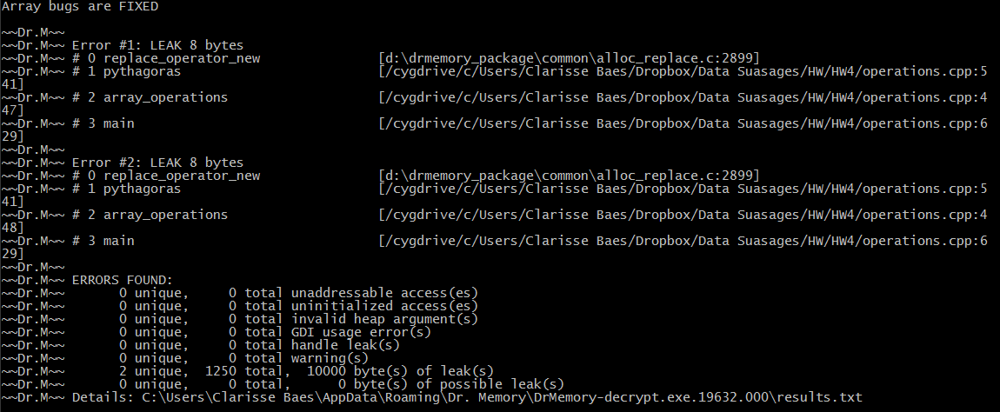 Array bugs are FIXED
~~Dr.M~~
~~Dr.M~~ Error #1: LEAK 8 bytes
~~Dr.M~~ # 0 replace_operator_new [d:\drmemory_package\common\alloc_replace.c:2899]
~~Dr.M~~ # 1 pythagoras [/cygdrive/c/Users/Clarisse Baes/Dropbox/Data Suasages/HW/HW4/operations.cpp:5
41]
~~Dr.M~~ # 2 array_operations [/cygdrive/c/Users/Clarisse Baes/Dropbox/Data Suasages/HW/HW4/operations.cpp:4
47]
~~Dr.M~~ # 3 main [/cygdrive/c/Users/Clarisse Baes/Dropbox/Data Suasages/HW/HW4/operations.cpp:6
29]
~~Dr.M~~
~~Dr.M~~ Error #2: LEAK 8 bytes
~~Dr.M~~ # 0 replace_operator_new [d:\drmemory_package\common\alloc_replace.c:2899]
~~Dr.M~~ # 1 pythagoras [/cygdrive/c/Users/Clarisse Baes/Dropbox/Data Suasages/HW/HW4/operations.cpp:5
41]
~~Dr.M~~ # 2 array_operations [/cygdrive/c/Users/Clarisse Baes/Dropbox/Data Suasages/HW/HW4/operations.cpp:4
48]
~~Dr.M~~ # 3 main [/cygdrive/c/Users/Clarisse Baes/Dropbox/Data Suasages/HW/HW4/operations.cpp:6
29]
~~Dr.M~~
~~Dr.M~~ ERRORS FOUND:
~~Dr.M~~ 0 unique, 0 total unaddressable access(es)
~~Dr.M~~ 0 unique, 0 total uninitialized access(es)
~~Dr.M~~ 0 unique, 0 total invalid heap argument(s)
~~Dr.M~~ 0 unique, 0 total GDI usage error(s)
~~Dr.M~~ 0 unique, 0 total handle leak(s)
~~Dr.M~~ 0 unique, 0 total warning(s)
~~Dr.M~~ 2 unique, 1250 total, 10000 byte(s) of leak(s)
~~Dr.M~~ 0 unique, 0 total, 0 byte(s) of possible leak(s)
~~Dr.M~~ Details: C:\Users\Clarisse Baes\AppData\Roaming\Dr. Memory\DrMemory-decrypt.exe.19632.000\results.txt